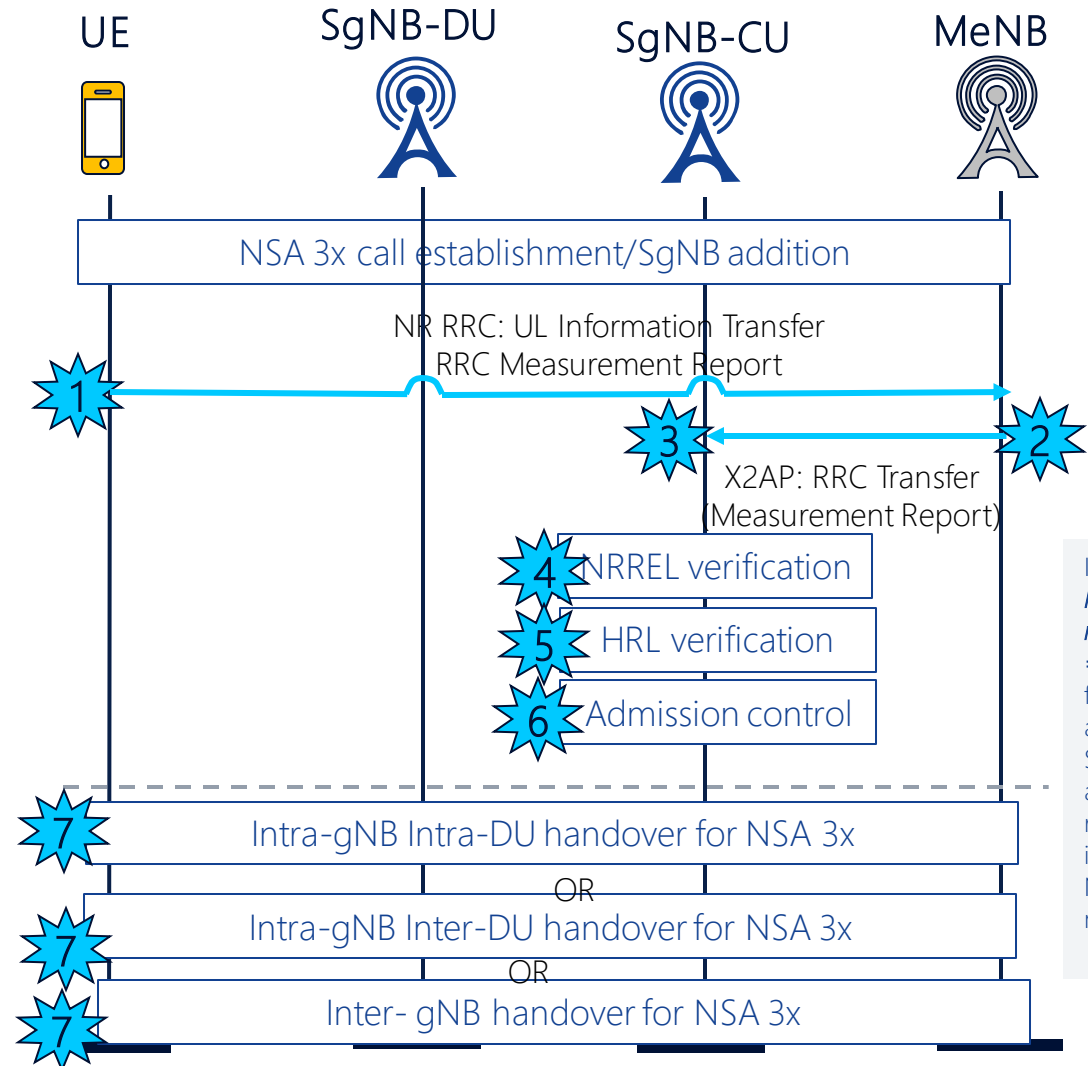 UE
SgNB-DU
SgNB-CU
MeNB
NSA 3x call establishment/SgNB addition
NR RRC: UL Information Transfer
RRC Measurement Report
1
3
2
X2AP: RRC Transfer
(Measurement Report)
4
NRREL verification
5
HRL verification
6
Admission control
7
Intra-gNB Intra-DU handover for NSA 3x
OR
7
Intra-gNB Inter-DU handover for NSA 3x
OR
7
Inter- gNB handover for NSA 3x